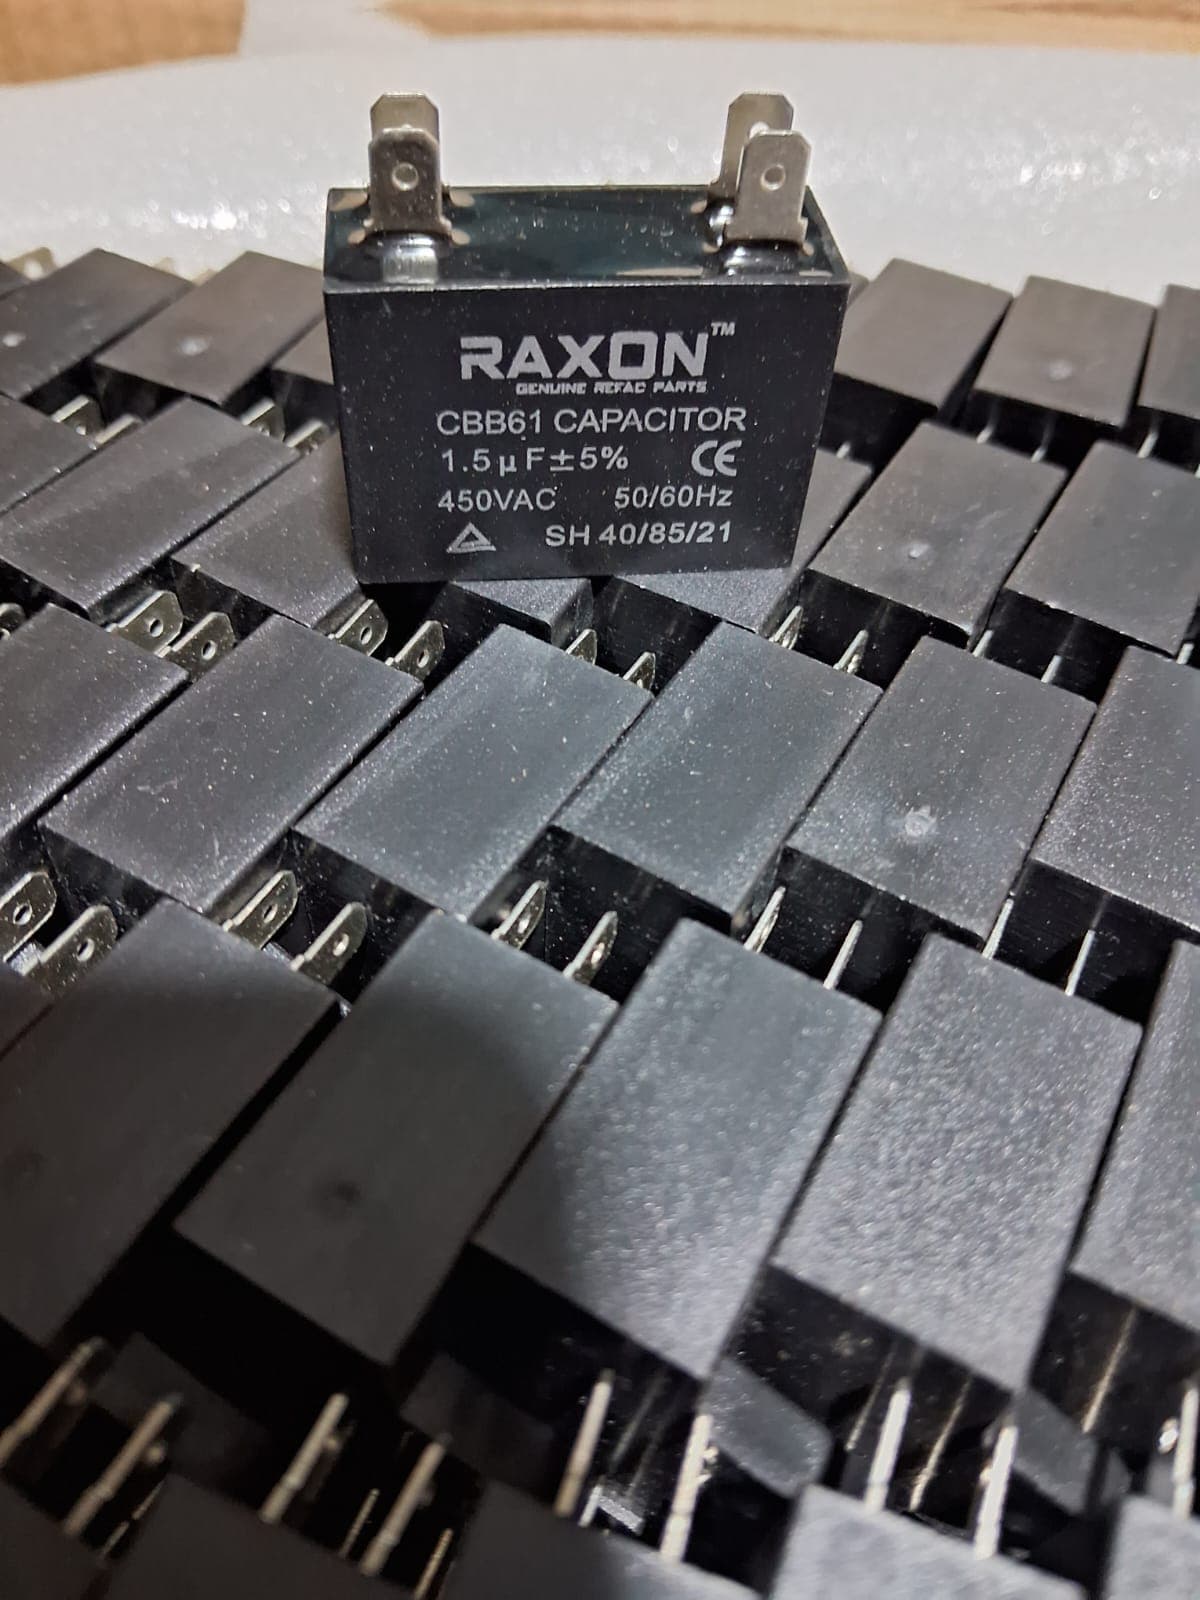 RAXON™
GENUINE REFAC PARTS
CBB61 CAPACITOR
1.5μF±5% CE
450VAC 50/60Hz
SH 40/85/21